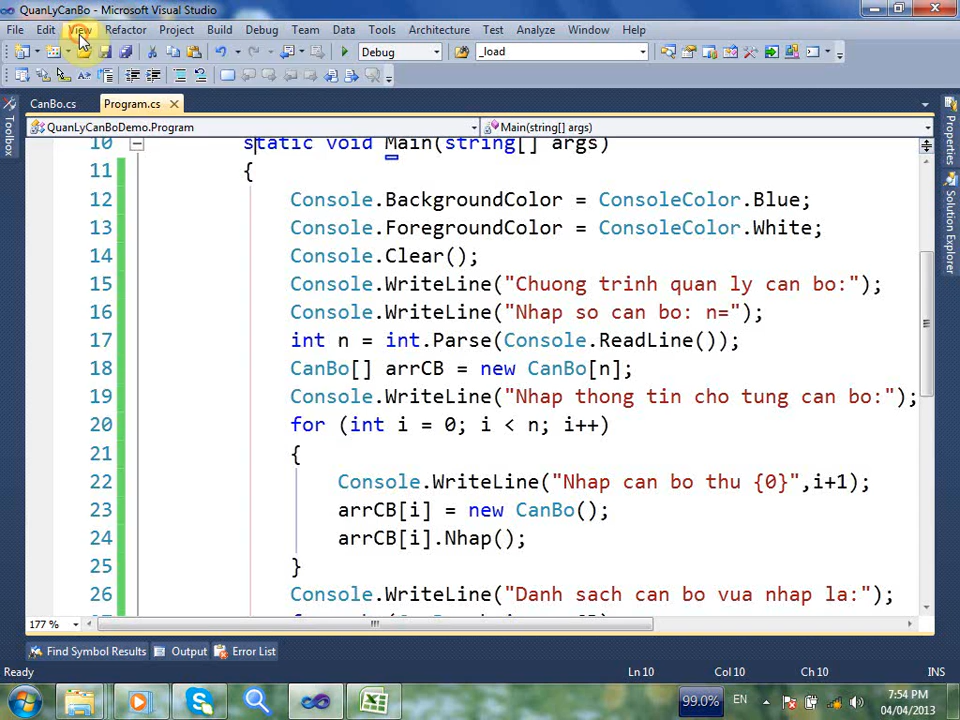 QuanLyCanBo - Microsoft Visual Studio
File Edit View Refactor Project Build Debug Team Data Tools Architecture Test Analyze Window Help
Debug _load
CanBo.cs Program.cs
Toolbox
Properties
Solution Explorer
QuanLyCanBoDemo.Program Main(string[] args)
10 static void Main(string[] args)
11 {
12 Console.BackgroundColor = ConsoleColor.Blue;
13 Console.ForegroundColor = ConsoleColor.White;
14 Console.Clear();
15 Console.WriteLine("Chuong trinh quan ly can bo:");
16 Console.WriteLine("Nhap so can bo: n=");
17 int n = int.Parse(Console.ReadLine());
18 CanBo[] arrCB = new CanBo[n];
19 Console.WriteLine("Nhap thong tin cho tung can bo:");
20 for (int i = 0; i < n; i++)
21 {
22 Console.WriteLine("Nhap can bo thu {0}",i+1);
23 arrCB[i] = new CanBo();
24 arrCB[i].Nhap();
25 }
26 Console.WriteLine("Danh sach can bo vua nhap la:");
177 %
Find Symbol Results Output Error List
Ready Ln 10 Col 10 Ch 10 INS
99.0% EN 7:54 PM
04/04/2013